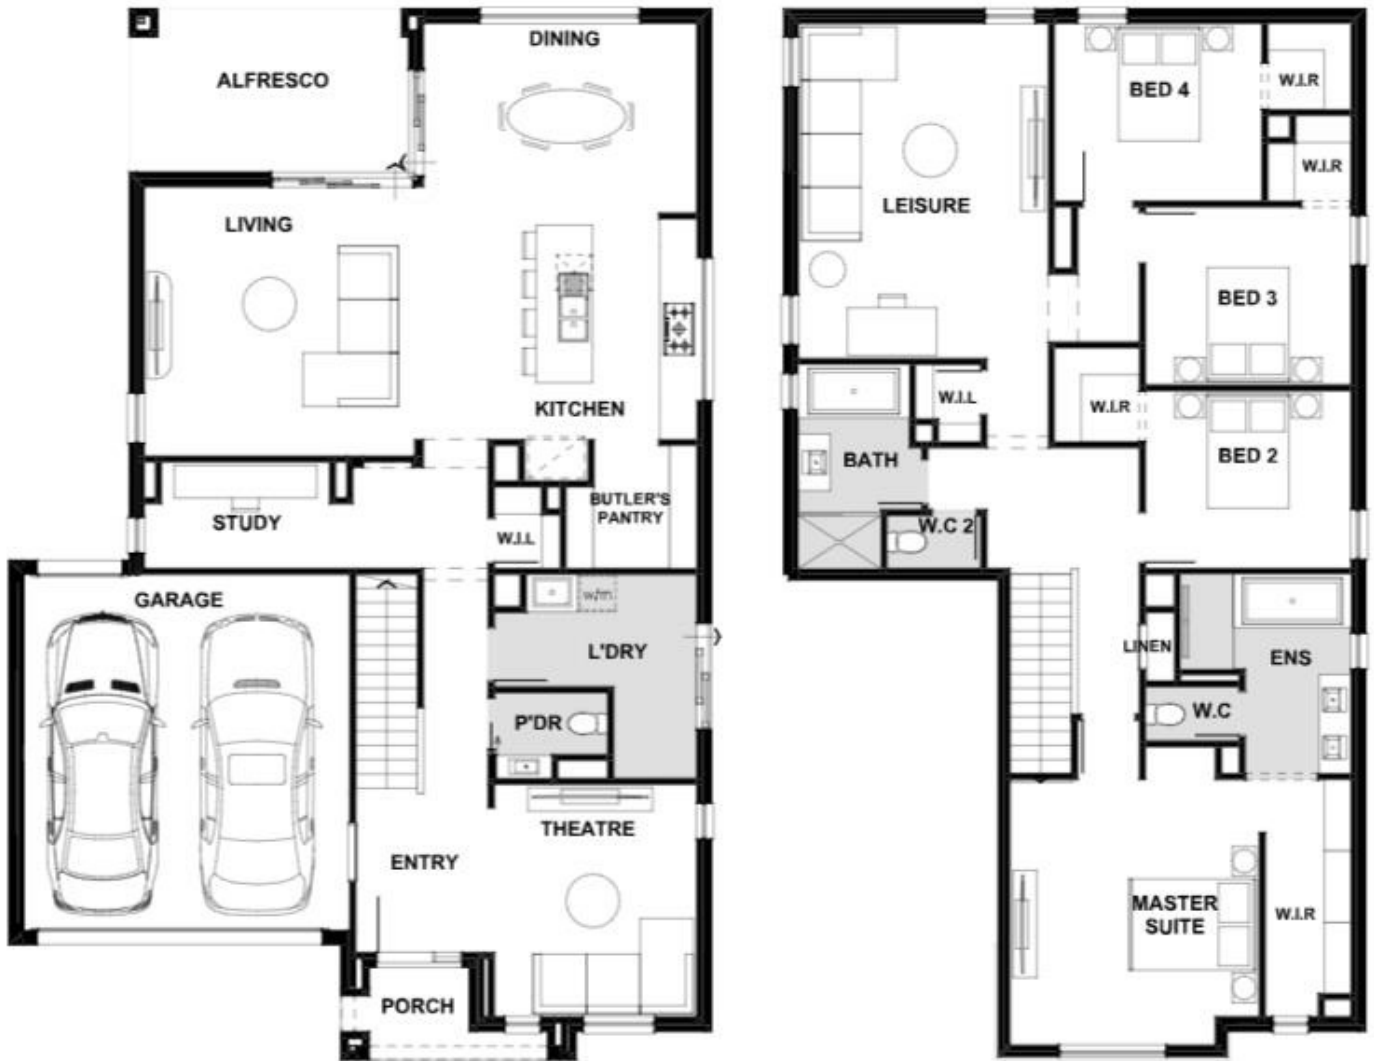 DINING
ALFRESCO
LIVING
KITCHEN
BUTLER'S
PANTRY
STUDY
W.I.L
GARAGE
w/m
L'DRY
P'DR
THEATRE
ENTRY
PORCH
BED 4
W.I.R
W.I.R
LEISURE
BED 3
W.I.L
W.I.R
BATH
BED 2
W.C 2
LINEN
ENS
W.C
MASTER
SUITE
W.I.R